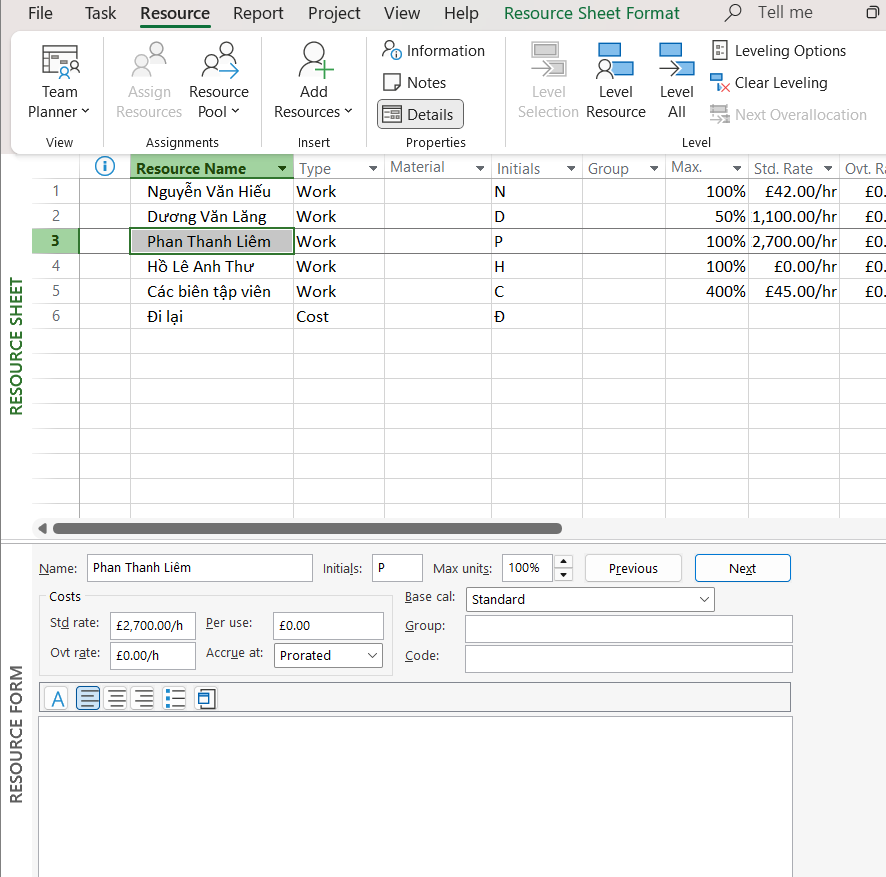 File Task Resource Report Project View Help Resource Sheet Format Tell me
Team Planner
View
Assign Resources
Resource Pool
Assignments
Add Resources
Insert
Information
Notes
Details
Properties
Level Selection
Level Resource
Level All
Leveling Options
Clear Leveling
Next Overallocation
Level
Resource Name Type Material Initials Group Max. Std. Rate Ovt. Ra
1 Nguyễn Văn Hiếu Work N 100% £42.00/hr £0.
2 Dương Văn Lăng Work D 50% 1,100.00/hr £0.
3 Phan Thanh Liêm Work P 100% 2,700.00/hr £0.
4 Hồ Lê Anh Thư Work H 100% £0.00/hr £0.
5 Các biên tập viên Work C 400% £45.00/hr £0.
6 Đi lại Cost Đ
RESOURCE SHEET
Name: Phan Thanh Liêm Initials: P Max units: 100% Previous Next
Costs
Base cal: Standard
Std rate: £2,700.00/h Per use: £0.00
Group:
Ovt rate: £0.00/h Accrue at: Prorated
Code:
A
RESOURCE FORM